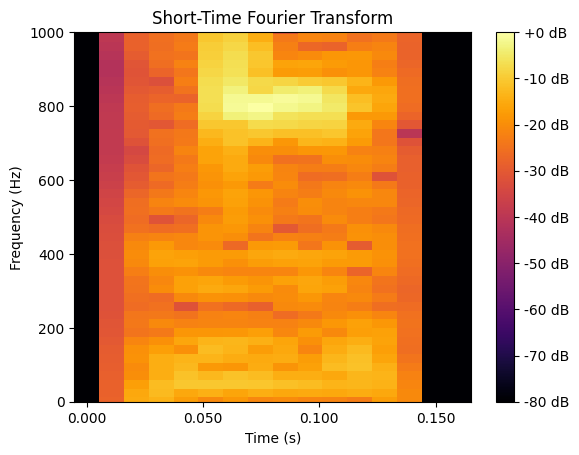 Short-Time Fourier Transform
Frequency (Hz)
1000
800
600
400
200
0
0.000
0.050
0.100
0.150
Time (s)
+0 dB
-10 dB
-20 dB
-30 dB
-40 dB
-50 dB
-60 dB
-70 dB
-80 dB